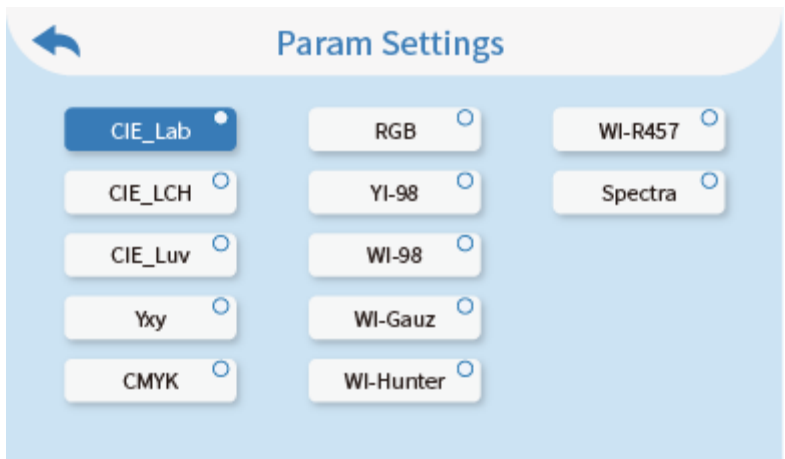 Param Settings
CIE_Lab
RGB
WI-R457
CIE_LCH
YI-98
Spectra
CIE_Luv
WI-98
Yxy
WI-Gauz
CMYK
WI-Hunter